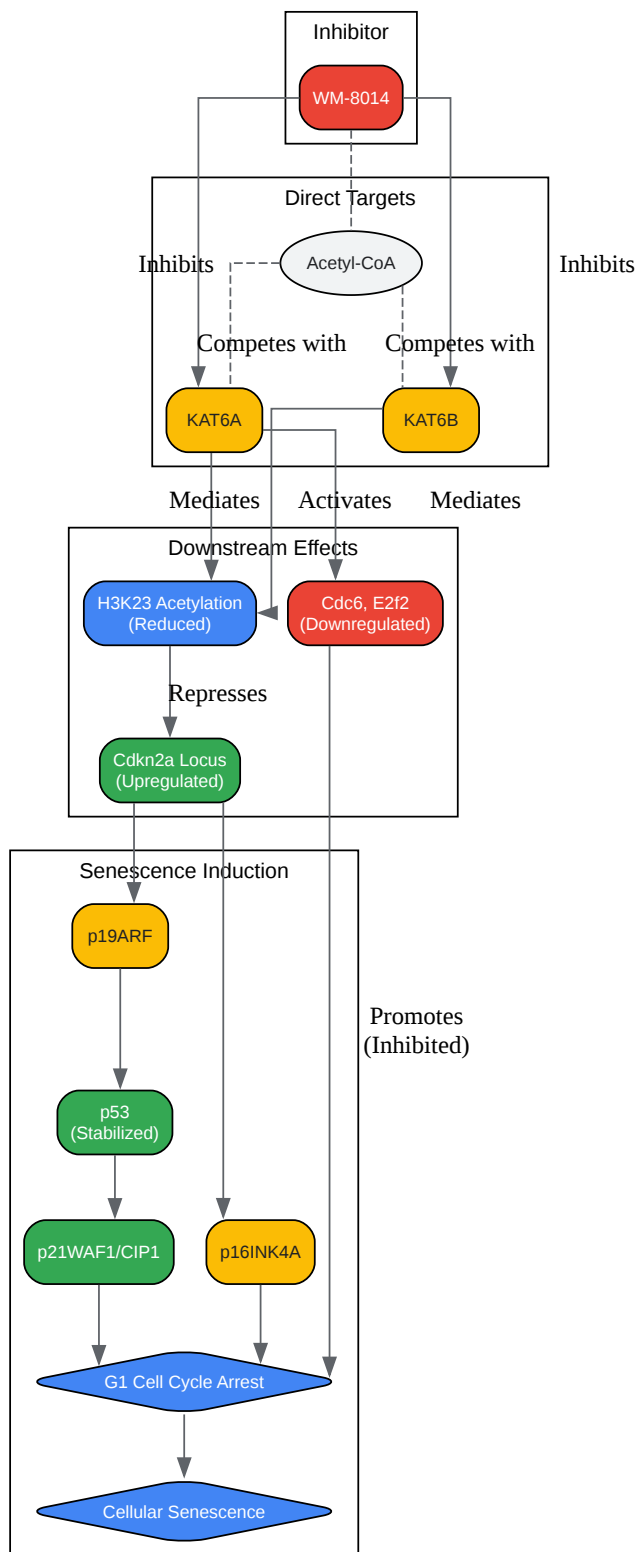 Inhibitor
WM-8014
Direct Targets
Acetyl-CoA
Inhibits
Inhibits
Competes with
Competes with
KAT6A
KAT6B
Mediates
Activates
Mediates
Downstream Effects
H3K23 Acetylation
(Reduced)
Cdc6, E2f2
(Downregulated)
Represses
Cdkn2a Locus
(Upregulated)
Senescence Induction
p19ARF
Promotes
(Inhibited)
p53
(Stabilized)
p21WAF1/CIP1
p16INK4A
G1 Cell Cycle Arrest
Cellular Senescence